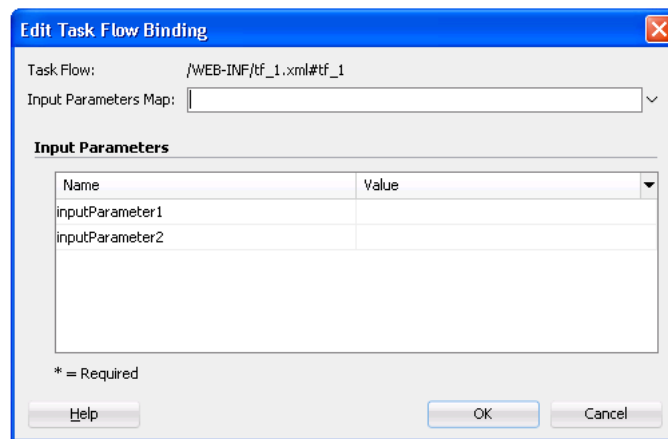 Edit Task Flow Binding
Task Flow: /WEB-INF/tf_1.xml#tf_1
Input Parameters Map:
Input Parameters
Name Value
inputParameter1
inputParameter2
* = Required
Help OK Cancel